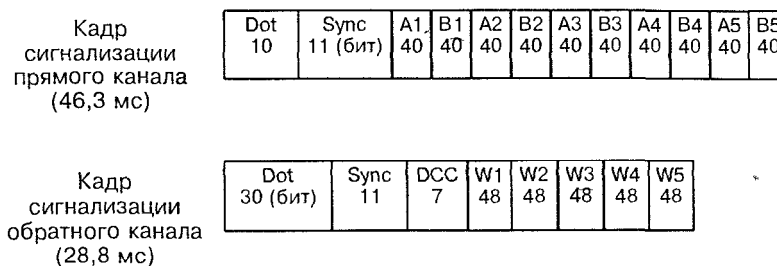 Кадр
сигнализации
прямого канала
(46,3 мс)
Dot Sync A1 B1 A2 B2 A3 B3 A4 B4 A5 B5
10 11 (бит) 40 40 40 40 40 40 40 40 40 40
Кадр
сигнализации
обратного канала
(28,8 мс)
Dot Sync DCC W1 W2 W3 W4 W5
30 (бит) 11 7 48 48 48 48 48